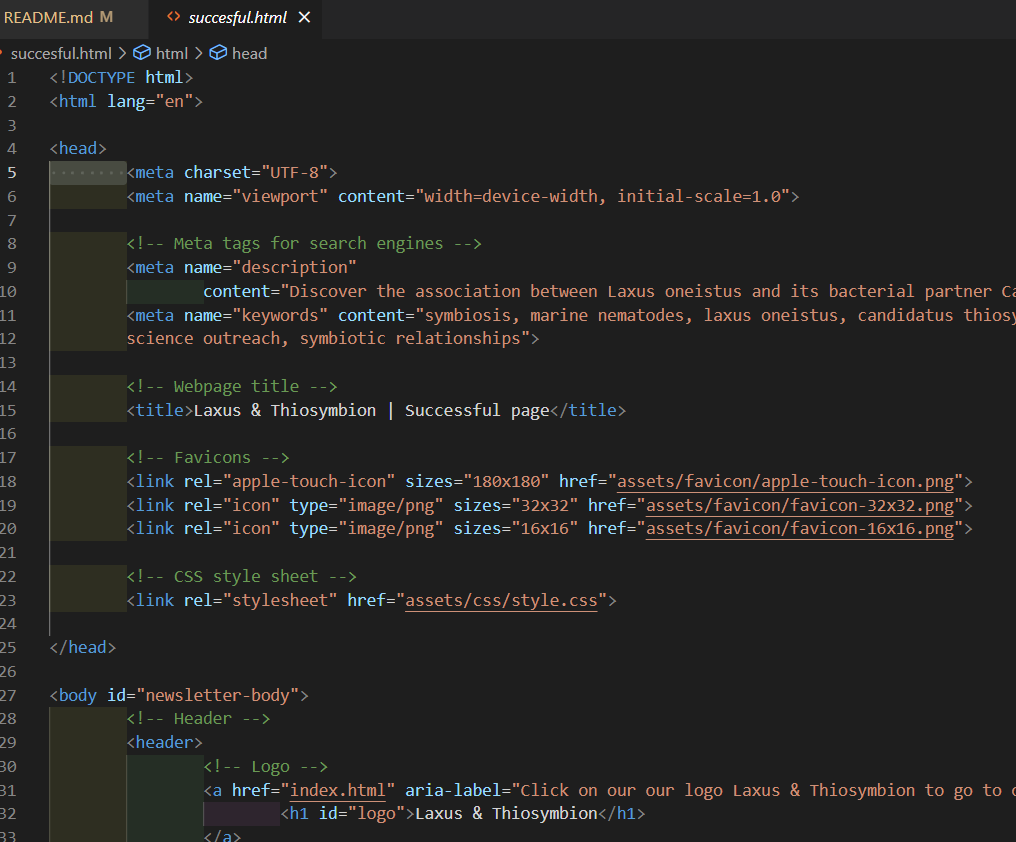 README.md M succesful.html ×
succesful.html > html > head
1 <!DOCTYPE html>
2 <html lang="en">
3
4 <head>
5 <meta charset="UTF-8">
6 <meta name="viewport" content="width=device-width, initial-scale=1.0">
7
8 <!-- Meta tags for search engines -->
9 <meta name="description"
10 content="Discover the association between Laxus oneistus and its bacterial partner Ca
11 <meta name="keywords" content="symbiosis, marine nematodes, laxus oneistus, candidatus thiosy
12 science outreach, symbiotic relationships">
13
14 <!-- Webpage title -->
15 <title>Laxus & Thiosymbion | Successful page</title>
16
17 <!-- Favicons -->
18 <link rel="apple-touch-icon" sizes="180x180" href="assets/favicon/apple-touch-icon.png">
19 <link rel="icon" type="image/png" sizes="32x32" href="assets/favicon/favicon-32x32.png">
20 <link rel="icon" type="image/png" sizes="16x16" href="assets/favicon/favicon-16x16.png">
21
22 <!-- CSS style sheet -->
23 <link rel="stylesheet" href="assets/css/style.css">
24
25 </head>
26
27 <body id="newsletter-body">
28 <!-- Header -->
29 <header>
30 <!-- Logo -->
31 <a href="index.html" aria-label="Click on our our logo Laxus & Thiosymbion to go to
32 <h1 id="logo">Laxus & Thiosymbion</h1>
33 </a>